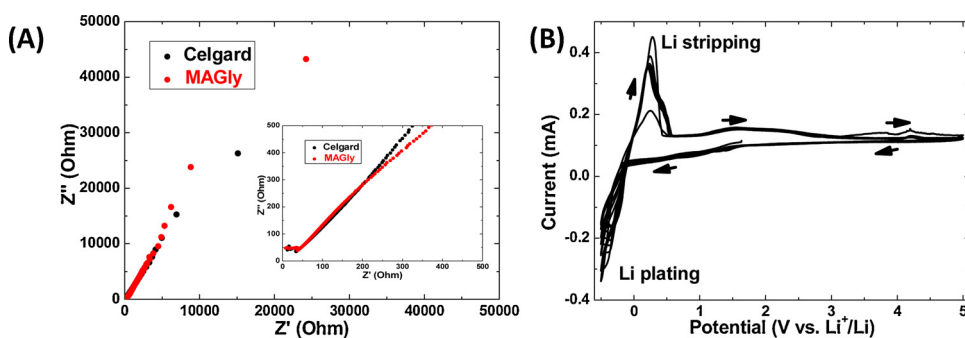 (A)
50000
40000
30000
20000
10000
0
Z'' (Ohm)
Celgard
MAGly
500
400
300
200
100
0
Z'' (Ohm)
Celgard
MAGly
0 100 200 300 400 500
Z' (Ohm)
0 10000 20000 30000 40000 50000
Z' (Ohm)
(B)
0.4
0.2
0.0
-0.2
-0.4
Current (mA)
Li stripping
Li plating
0 1 2 3 4 5
Potential (V vs. Li⁺/Li)